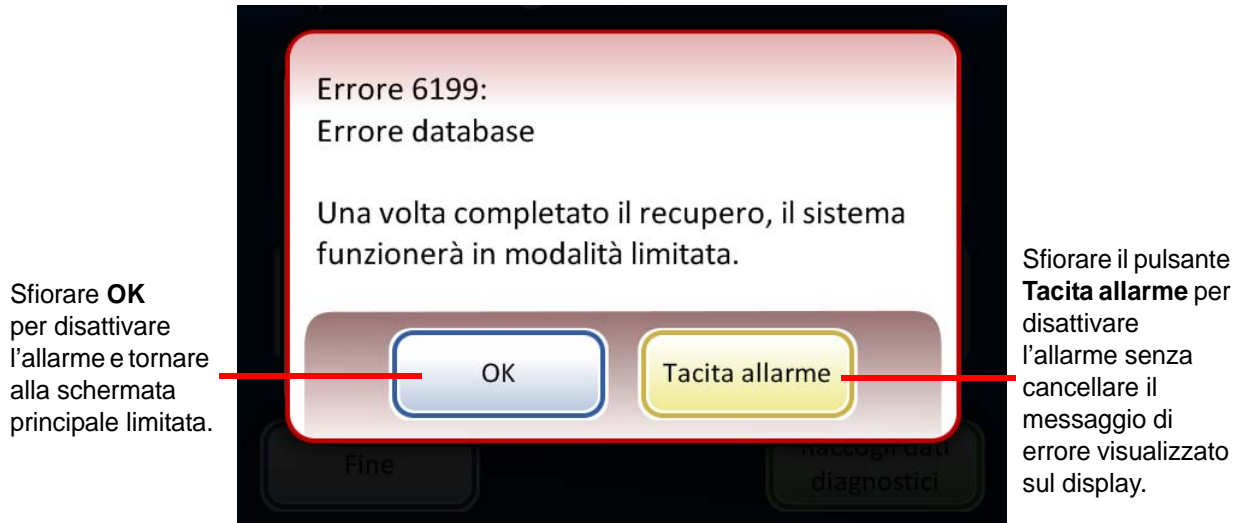 Errore 6199:
Errore database
Una volta completato il recupero, il sistema
funzionerà in modalità limitata.
OK
Tacita allarme
Fine
Raccogli dati
diagnostici
Sfiorare OK
per disattivare
l'allarme e tornare
alla schermata
principale limitata.
Sfiorare il pulsante
Tacita allarme per
disattivare
l'allarme senza
cancellare il
messaggio di
errore visualizzato
sul display.